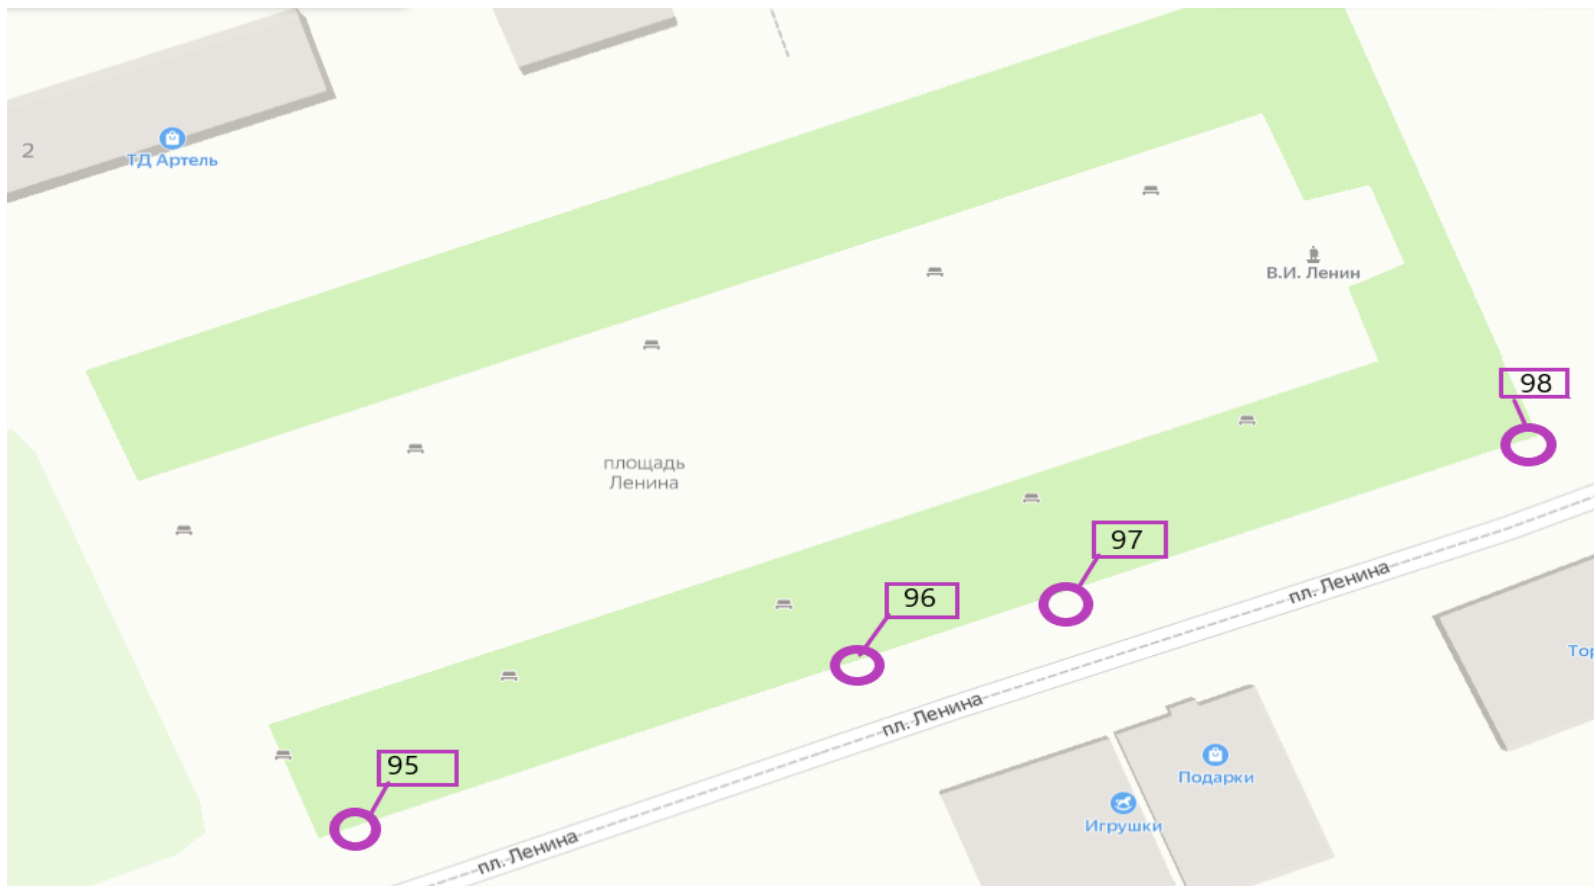 2
ТД Артель
В.И. Ленин
98
площадь
Ленина
97
96
пл. Ленина
95
пл. Ленина
Тор
Подарки
Игрушки
пл. Ленина